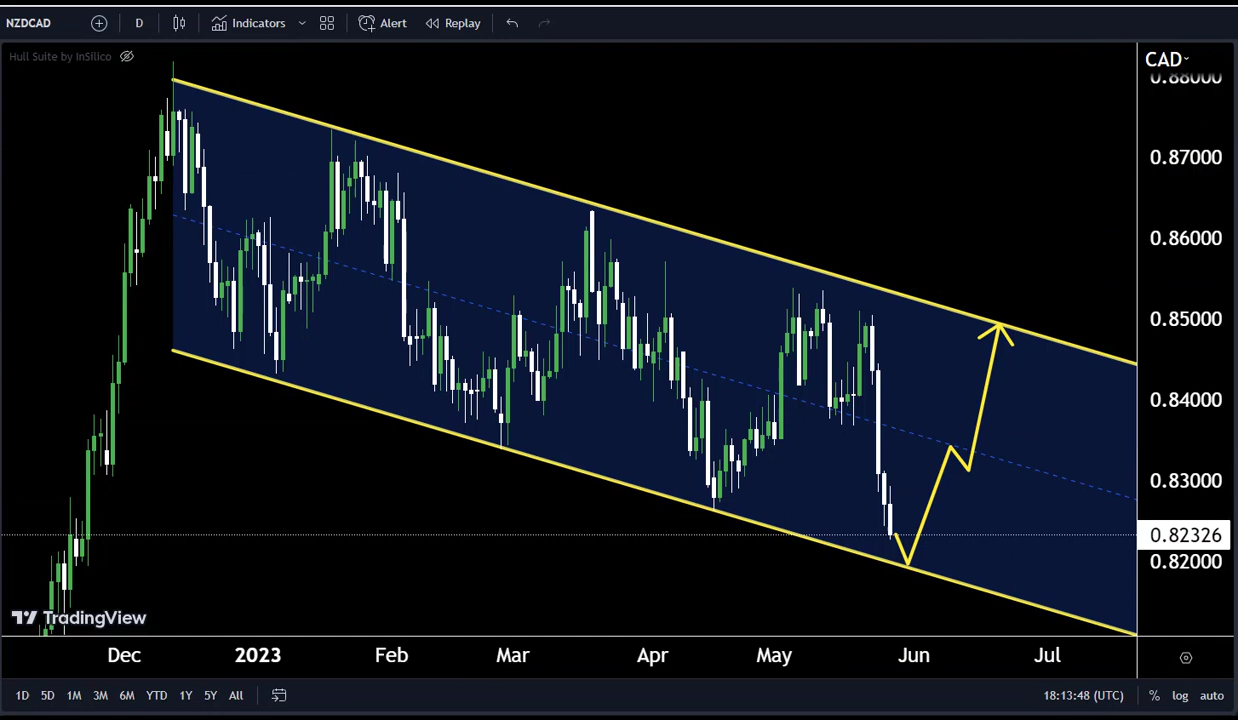 NZDCAD D Indicators Alert Replay
Hull Suite by InSilico
CAD
0.88000
0.87000
0.86000
0.85000
0.84000
0.83000
0.82326
0.82000
TradingView
Dec 2023 Feb Mar Apr May Jun Jul
1D 5D 1M 3M 6M YTD 1Y 5Y All 18:13:48 (UTC) % log auto